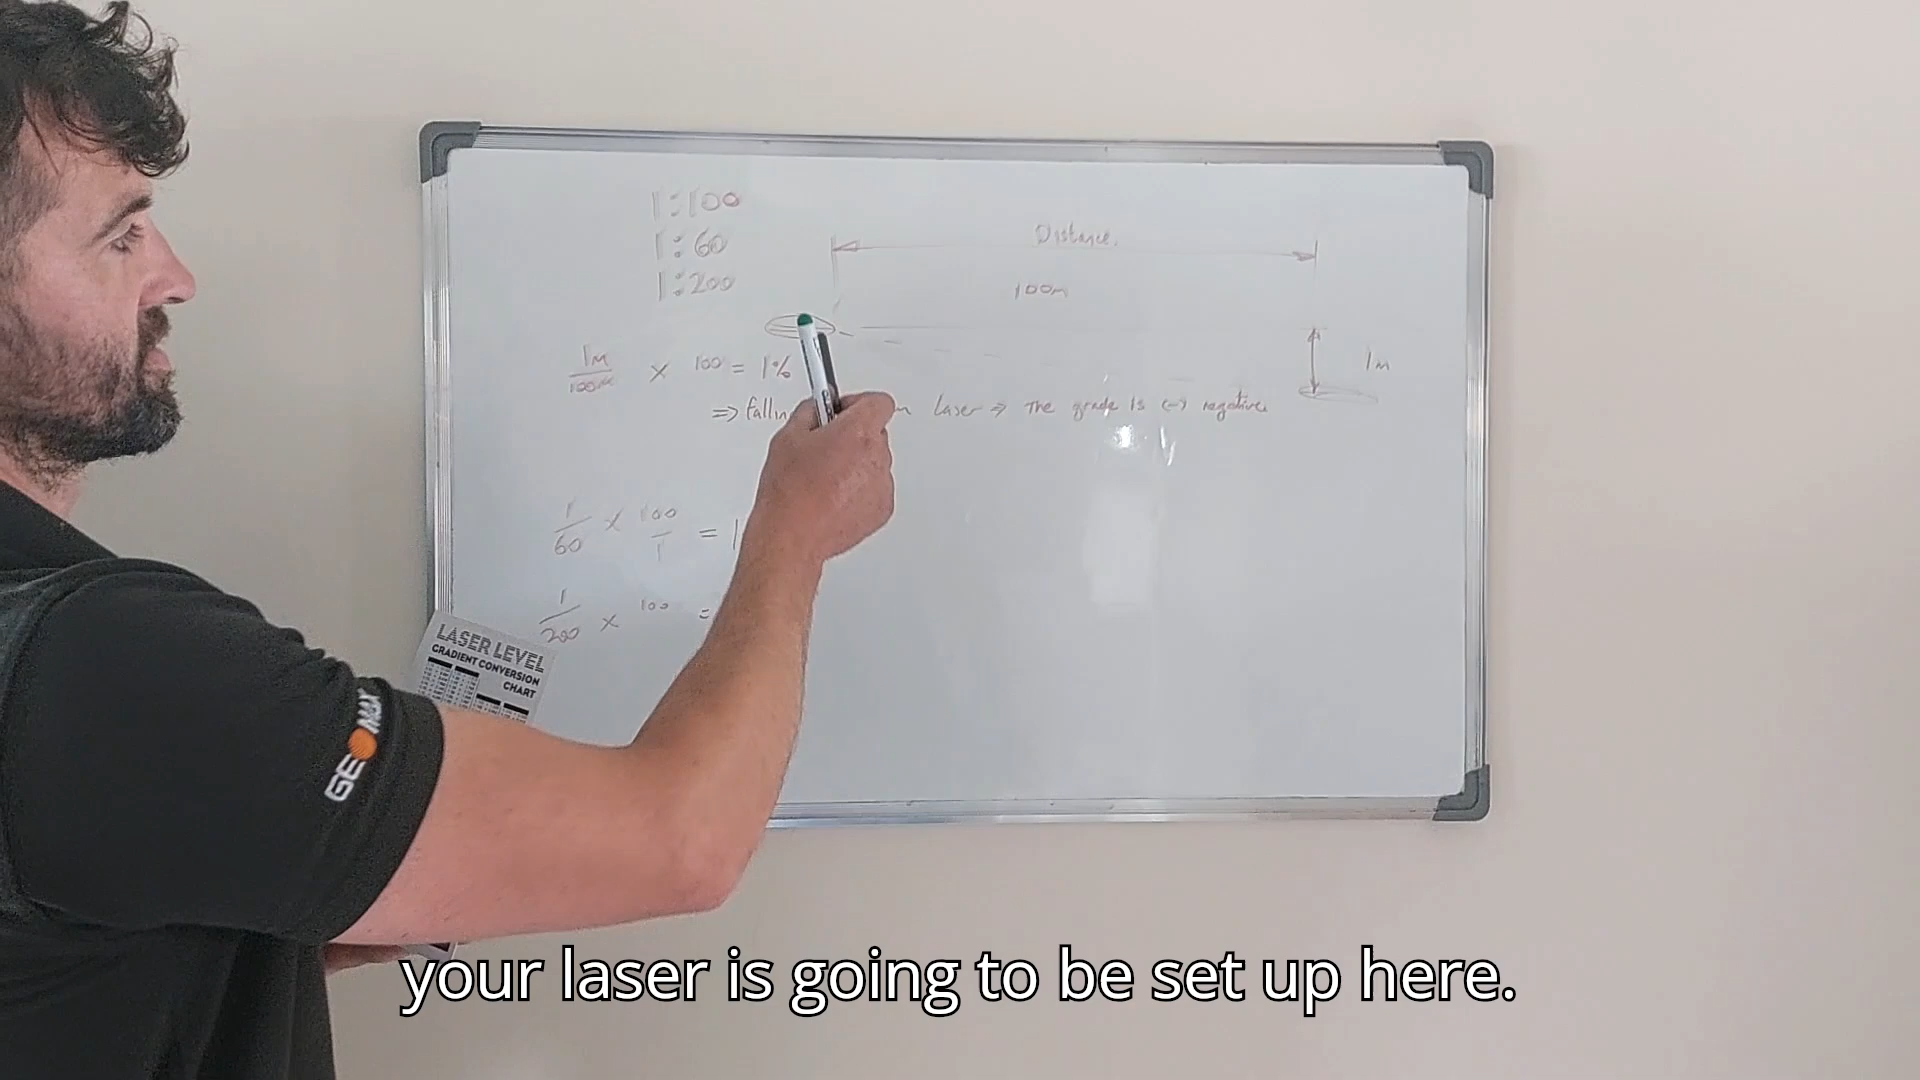 1:100
1:60
1:200
Distance.
100m
1m
1m
100m
x 100 = 1%
=> fallin m laser => The grade is (-) negative
1
60
x 100
1
= 1
1
200
x 100 =
LASER LEVEL
GRADIENT CONVERSION
CHART
GEOMAX
your laser is going to be set up here.